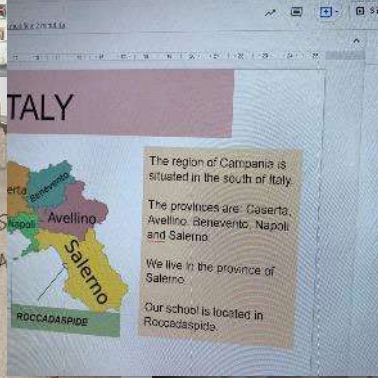 TALY
erta
Benevento
Napoli
Avellino
Salerno
ROCCADASPIDE
The region of Campania is
situated in the south of Italy.
The provinces are: Caserta,
Avellino, Benevento, Napoli
and Salerno.
We live in the province of
Salerno.
Our school is located in
Roccadaspide.